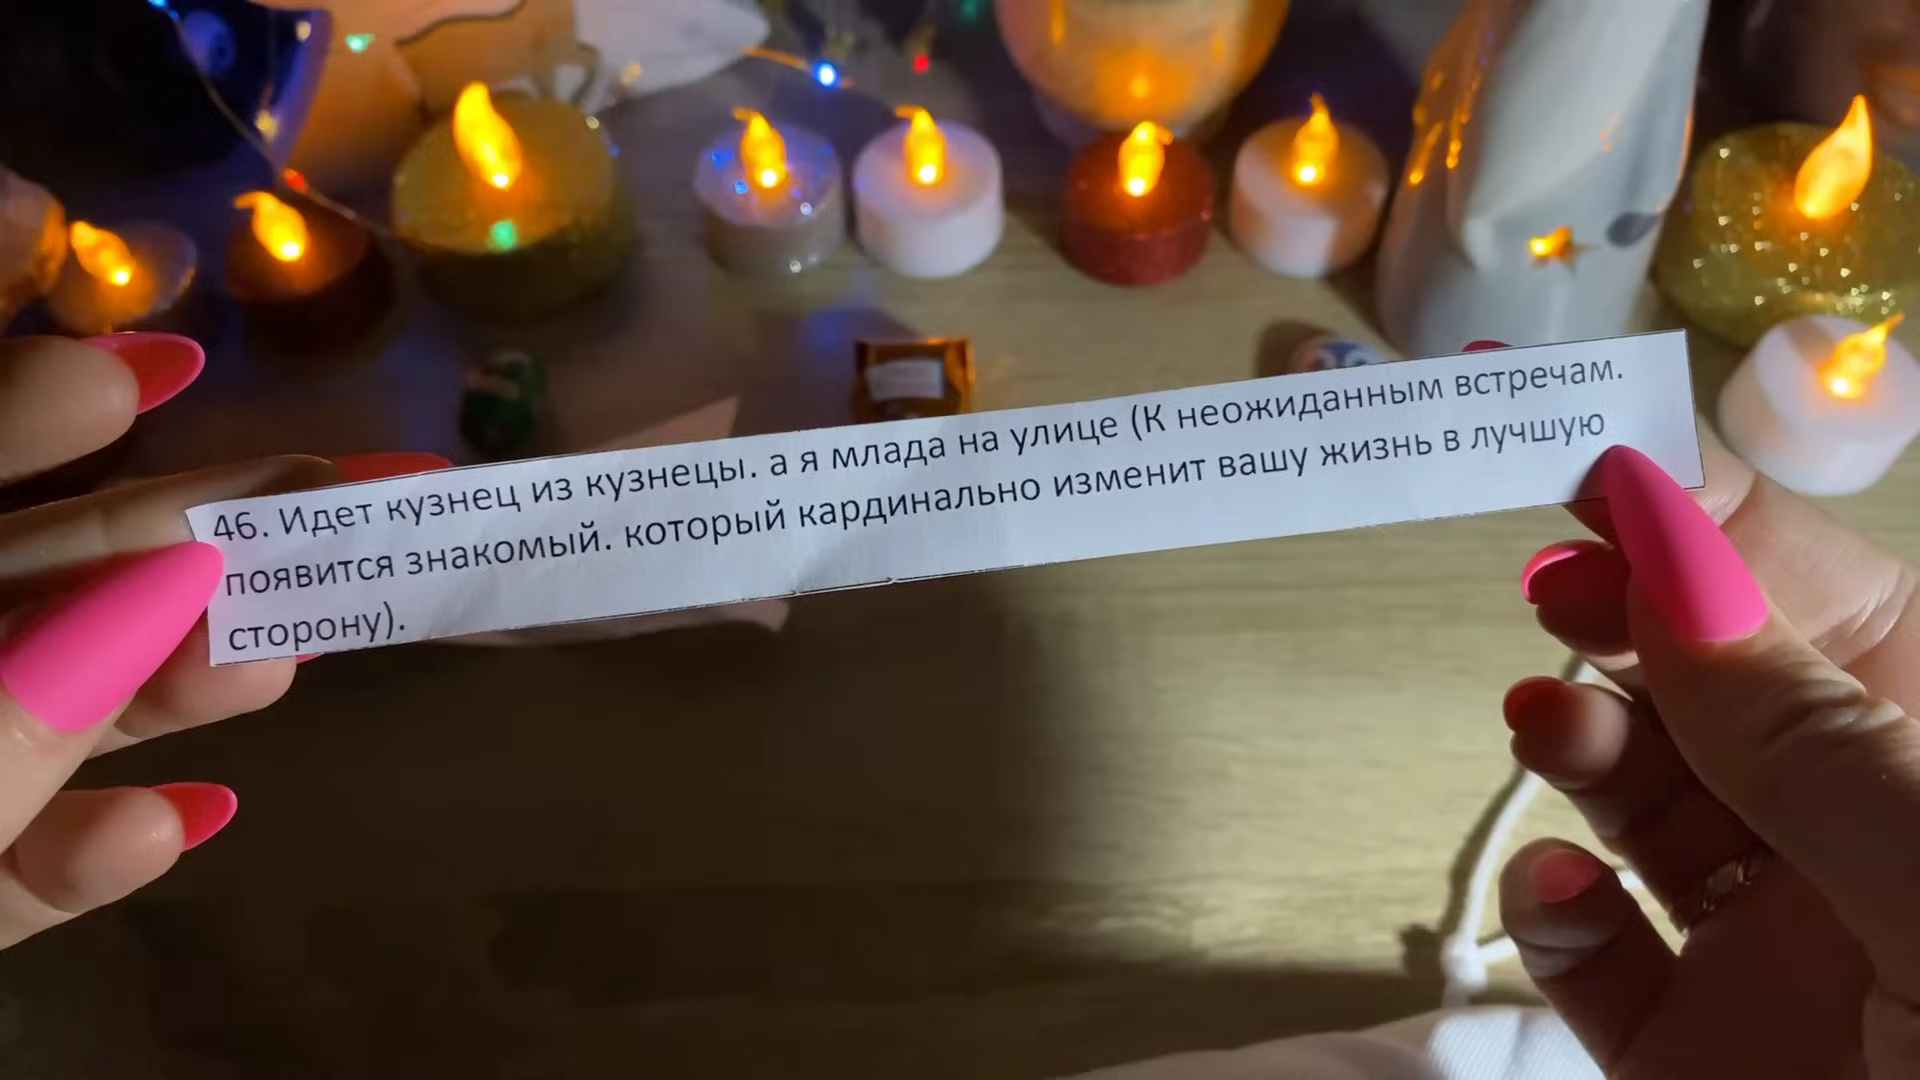 46. Идет кузнец из кузнецы. а я млада на улице (К неожиданным встречам.
появится знакомый. который кардинально изменит вашу жизнь в лучшую
сторону).